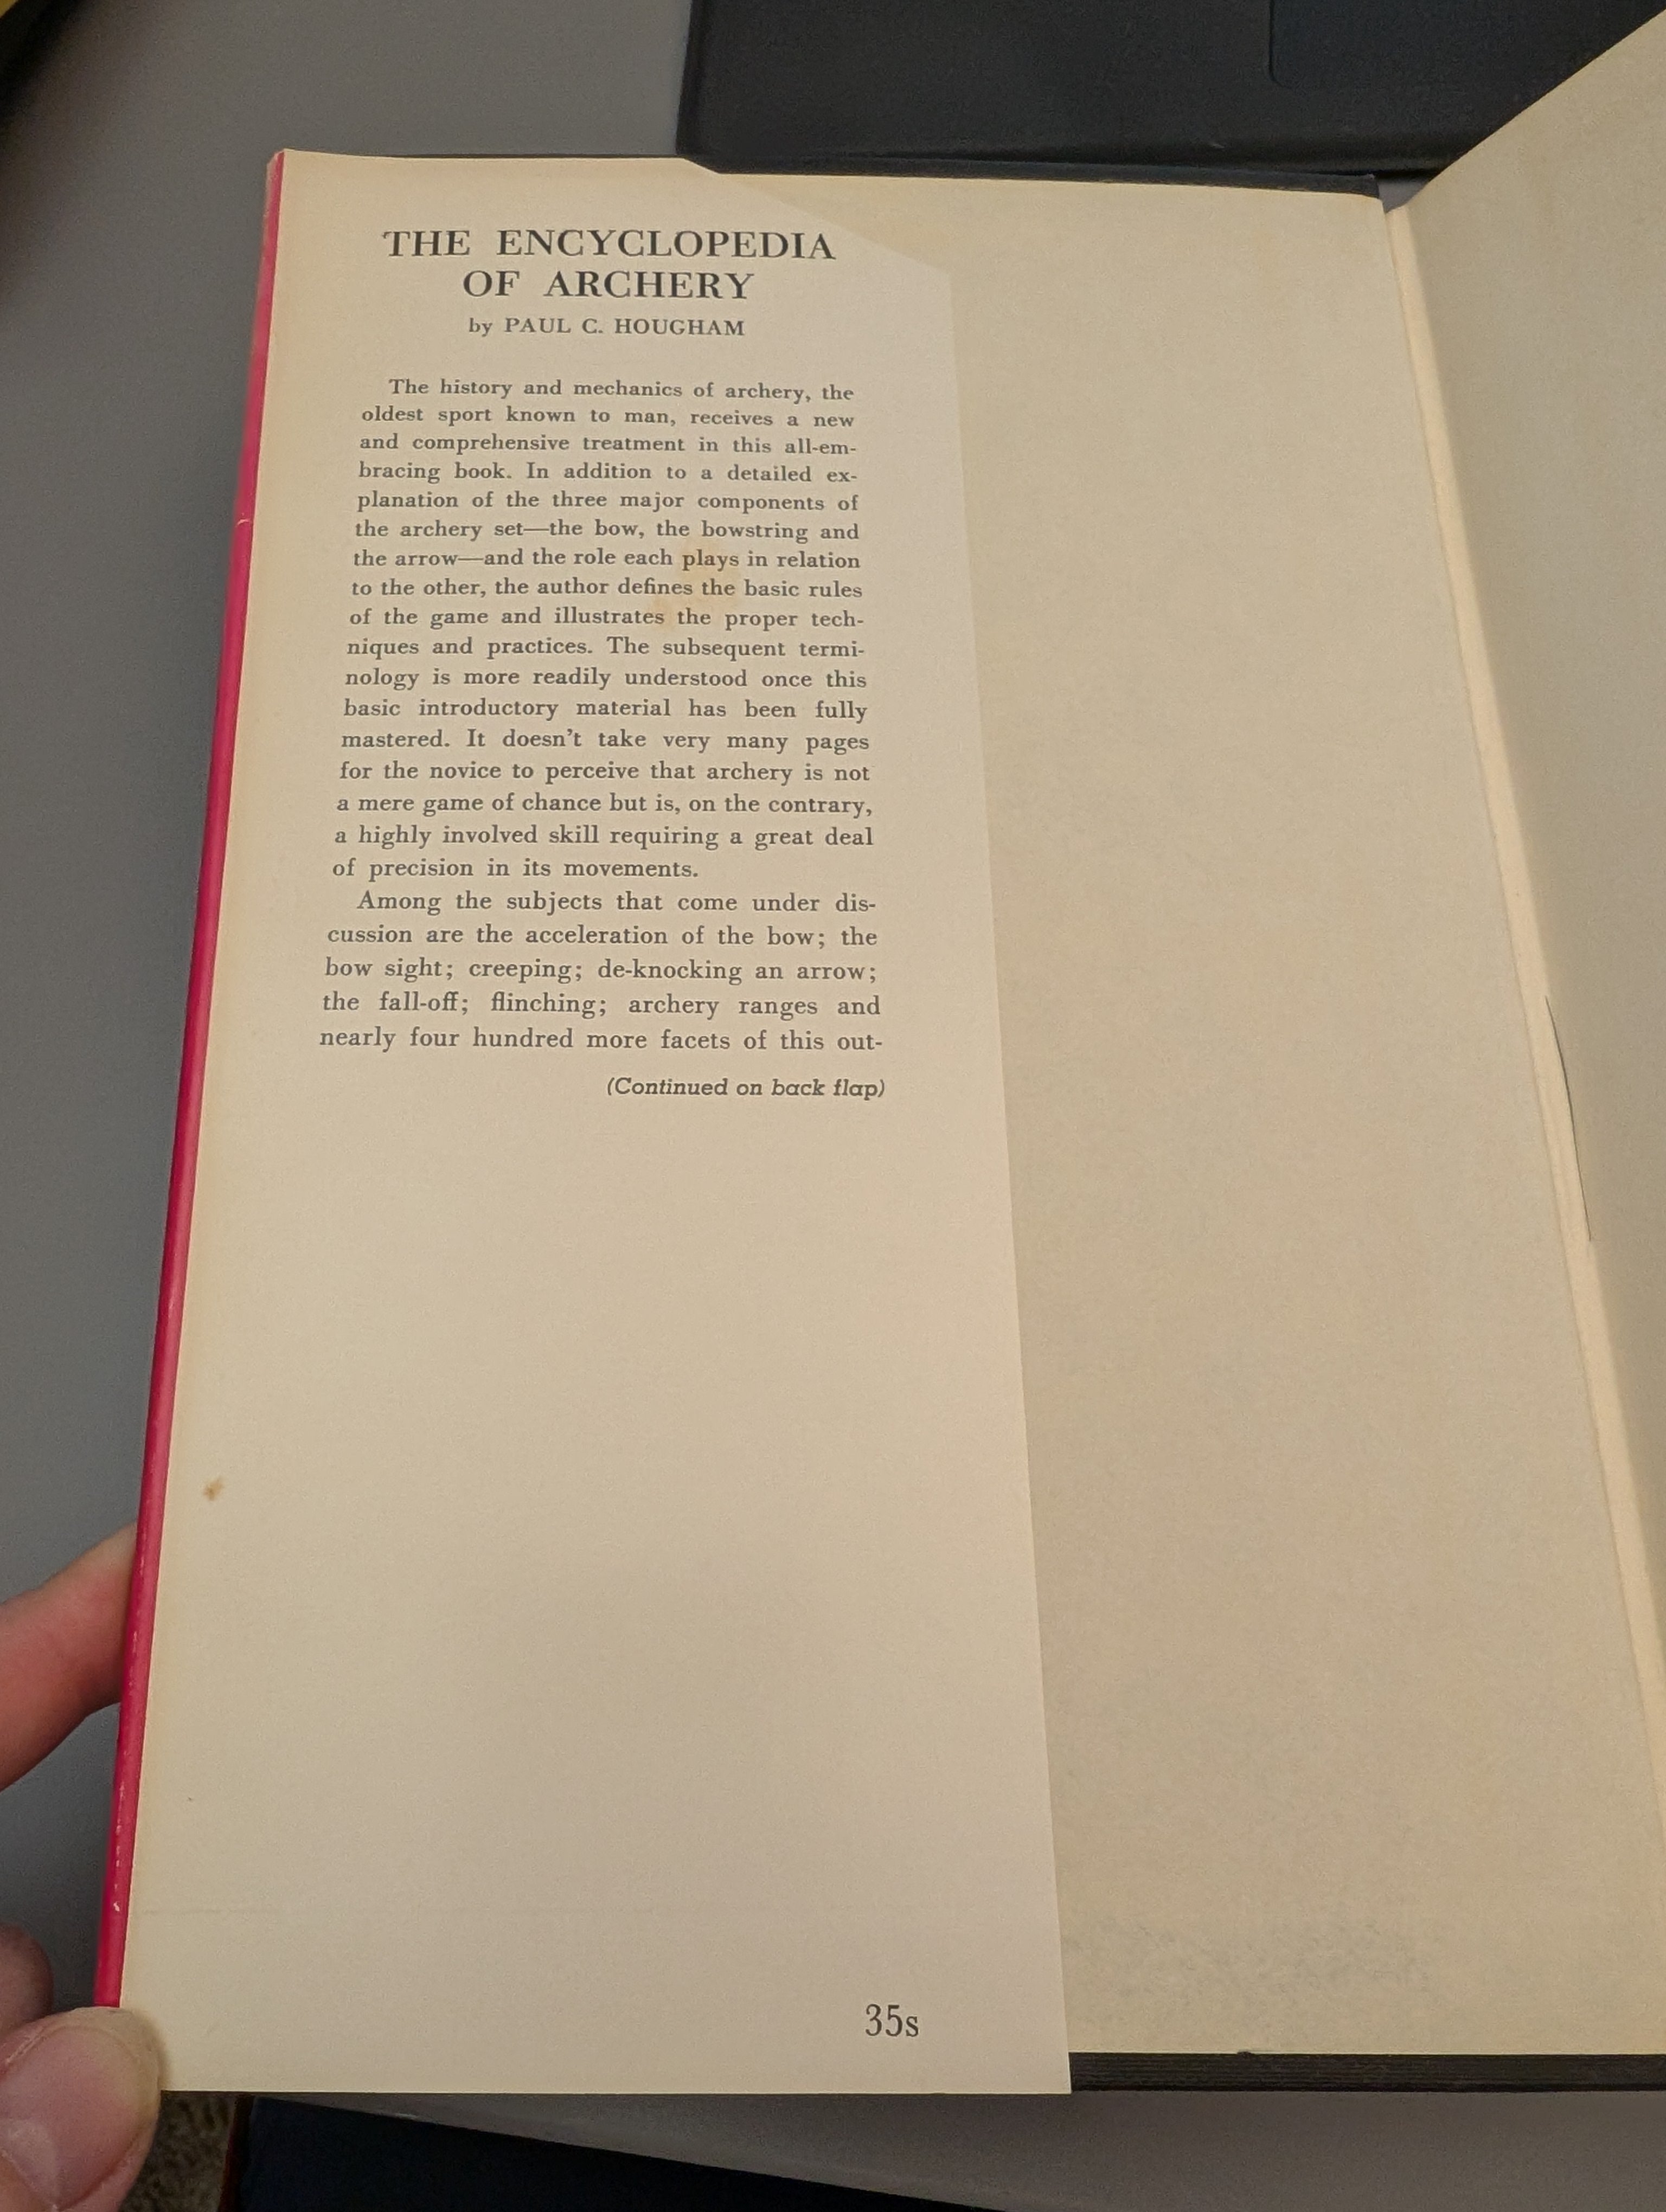 THE ENCYCLOPEDIA
OF ARCHERY
by PAUL C. HOUGHAM
The history and mechanics of archery, the
oldest sport known to man, receives a new
and comprehensive treatment in this all-em-
bracing book. In addition to a detailed ex-
planation of the three major components of
the archery set—the bow, the bowstring and
the arrow—and the role each plays in relation
to the other, the author defines the basic rules
of the game and illustrates the proper tech-
niques and practices. The subsequent termi-
nology is more readily understood once this
basic introductory material has been fully
mastered. It doesn't take very many pages
for the novice to perceive that archery is not
a mere game of chance but is, on the contrary,
a highly involved skill requiring a great deal
of precision in its movements.
Among the subjects that come under dis-
cussion are the acceleration of the bow; the
bow sight; creeping; de-knocking an arrow;
the fall-off; flinching; archery ranges and
nearly four hundred more facets of this out-
(Continued on back flap)
35s